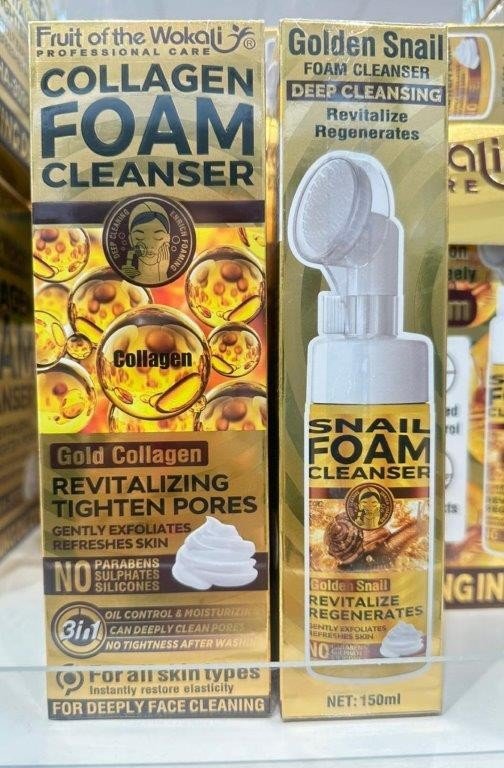 Fruit of the Wokali ®
PROFESSIONAL CARE
COLLAGEN
FOAM
CLEANSER
DEEP CLEANING
ENRICH FOAMING
Collagen
Gold Collagen
REVITALIZING
TIGHTEN PORES
GENTLY EXFOLIATES
REFRESHES SKIN
NO PARABENS
SULPHATES
SILICONES
3in1
OIL CONTROL & MOISTURIZING
CAN DEEPLY CLEAN PORES
NO TIGHTNESS AFTER WASHING
For all skin types
Instantly restore elasticity
FOR DEEPLY FACE CLEANING
Golden Snail
FOAM CLEANSER
DEEP CLEANSING
Revitalize
Regenerates
SNAIL
FOAM
CLEANSER
Golden Snail
REVITALIZE
REGENERATES
GENTLY EXFOLIATES
REFRESHES SKIN
NO PARABENS
SULPHATES
NET:150ml